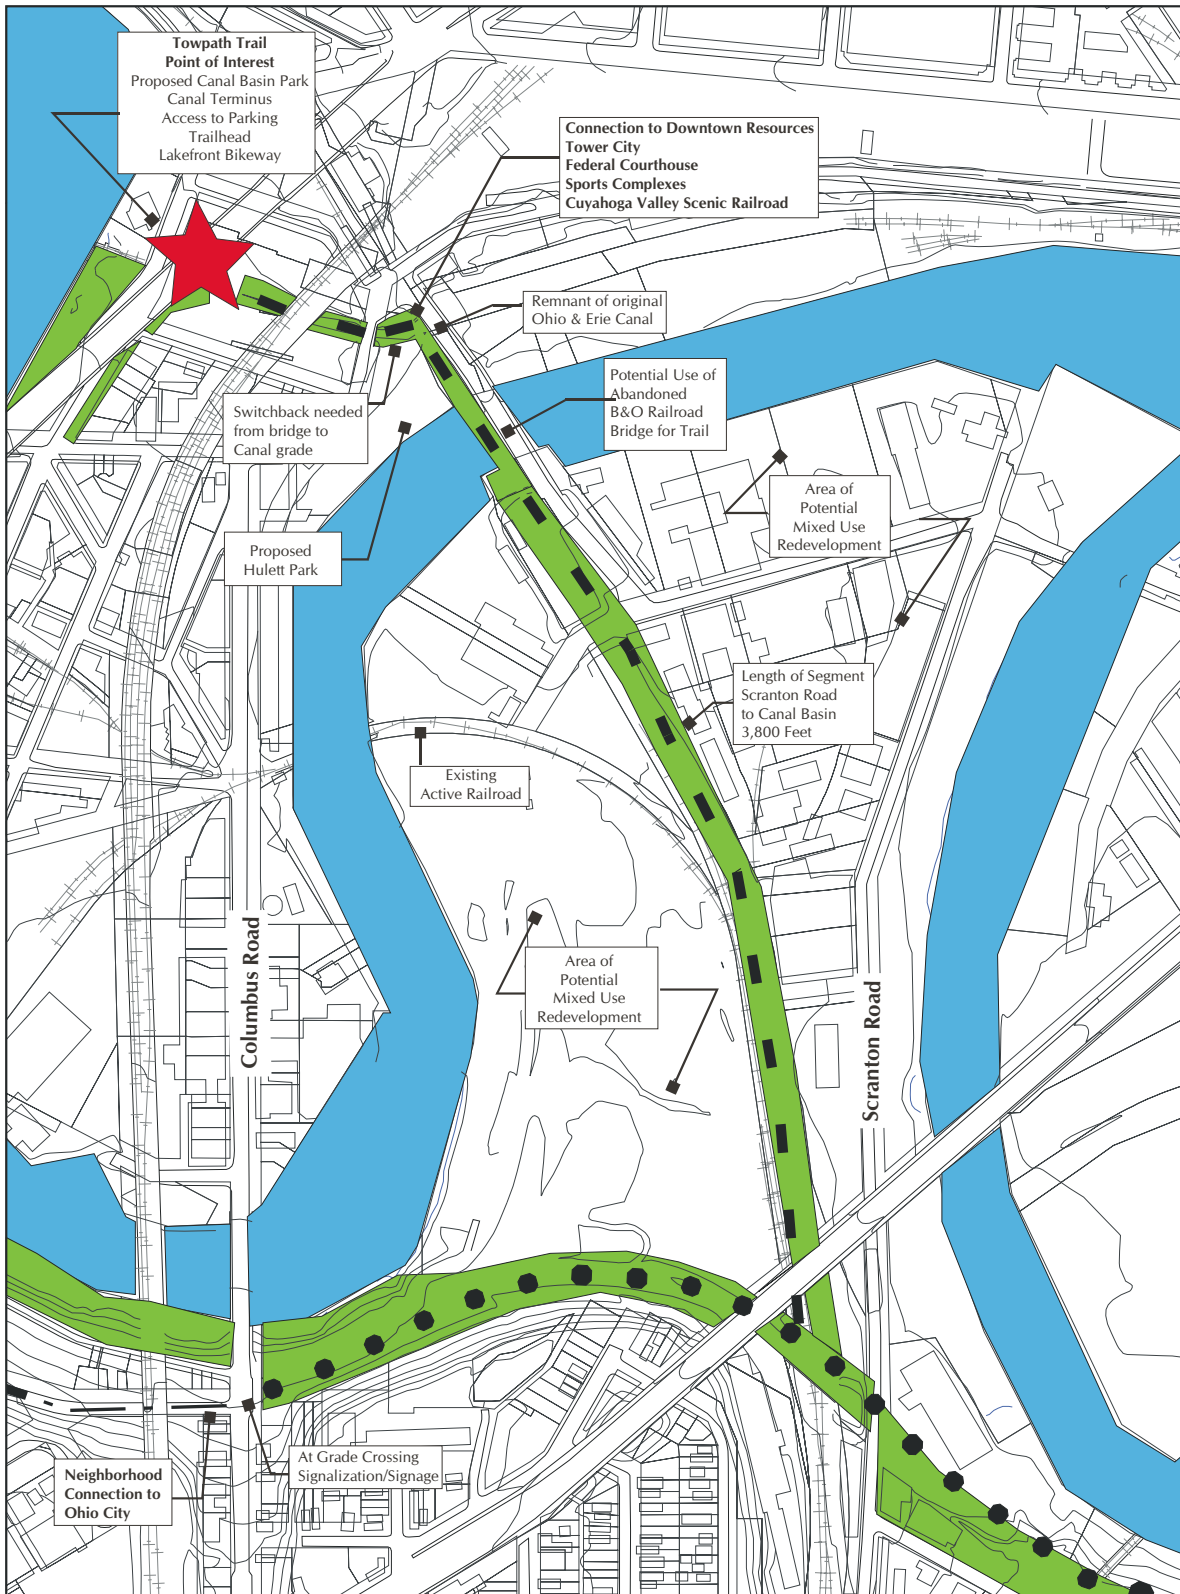 Towpath Trail
Point of Interest
Proposed Canal Basin Park
Canal Terminus
Access to Parking
Trailhead
Lakefront Bikeway
Connection to Downtown Resources
Tower City
Federal Courthouse
Sports Complexes
Cuyahoga Valley Scenic Railroad
Remnant of original
Ohio & Erie Canal
Potential Use of
Abandoned
B&O Railroad
Bridge for Trail
Switchback needed
from bridge to
Canal grade
Area of
Potential
Mixed Use
Redevelopment
Proposed
Hulett Park
Length of Segment
Scranton Road
to Canal Basin
3,800 Feet
Existing
Active Railroad
Columbus Road
Area of
Potential
Mixed Use
Redevelopment
Scranton Road
At Grade Crossing
Signalization/Signage
Neighborhood
Connection to
Ohio City